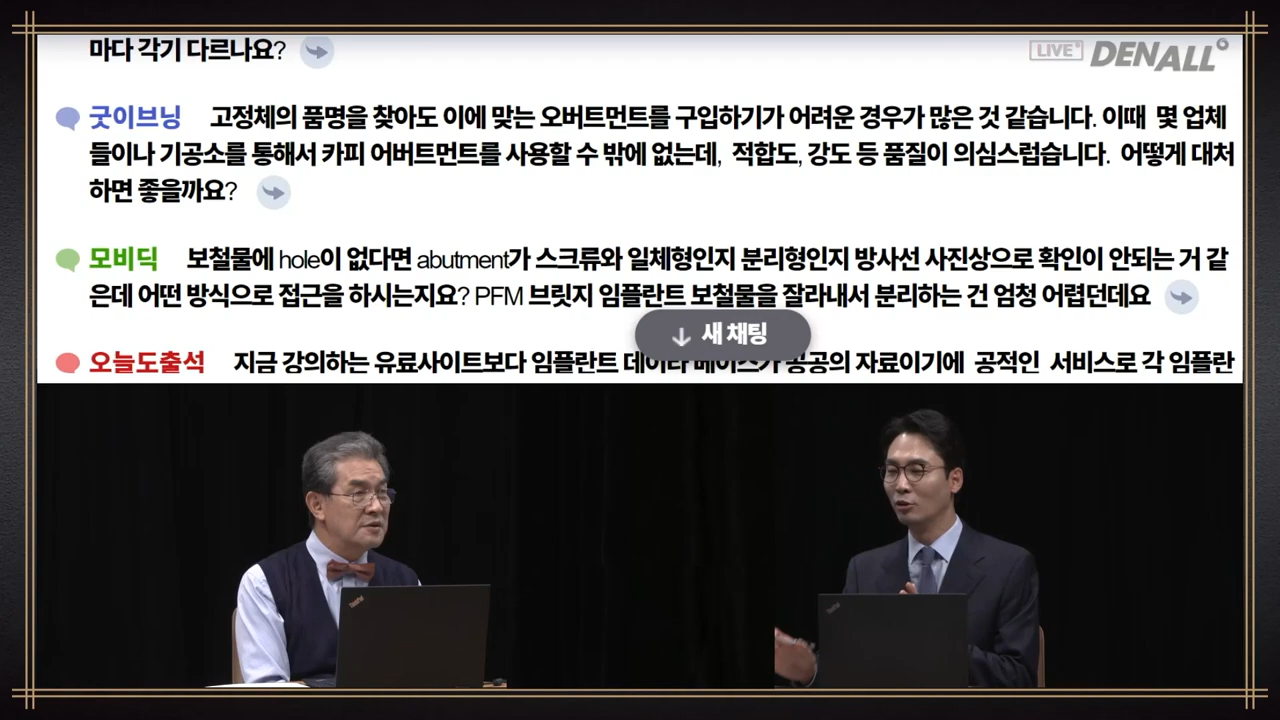 마다 각기 다르나요?
LIVE DENALL
굿이브닝 고정체의 품명을 찾아도 이에 맞는 오버트먼트를 구입하기가 어려운 경우가 많은 것 같습니다. 이때 몇 업체
들이나 기공소를 통해서 카피 어버트먼트를 사용할 수 밖에 없는데, 적합도, 강도 등 품질이 의심스럽습니다. 어떻게 대처
하면 좋을까요?
모비딕 보철물에 hole이 없다면 abutment가 스크류와 일체형인지 분리형인지 방사선 사진상으로 확인이 안되는 거 같
은데 어떤 방식으로 접근을 하시는지요? PFM 브릿지 임플란트 보철물을 잘라내서 분리하는 건 엄청 어렵던데요
새 채팅
오늘도출석 지금 강의하는 유료사이트보다 임플란트 데이타 베이스가 공공의 자료이기에 공적인 서비스로 각 임플란
ThinkPad